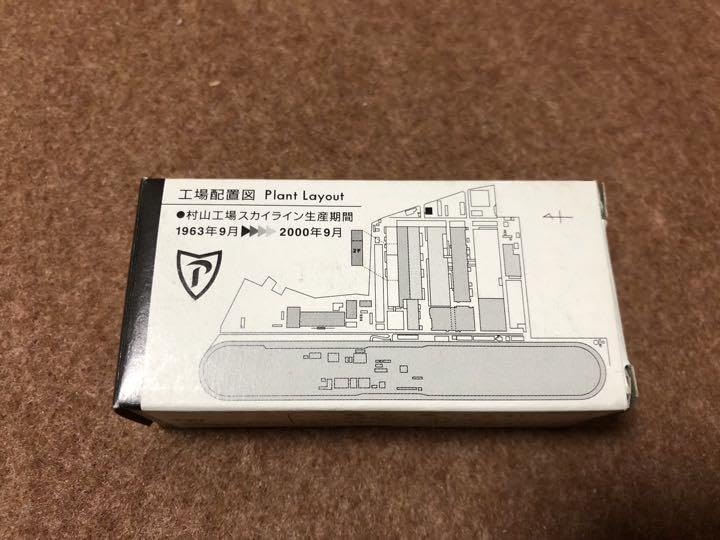 工場配置図 Plant Layout
●村山工場スカイライン生産期間
1963年9月 ▶▶▶▶ 2000年9月
2F
P